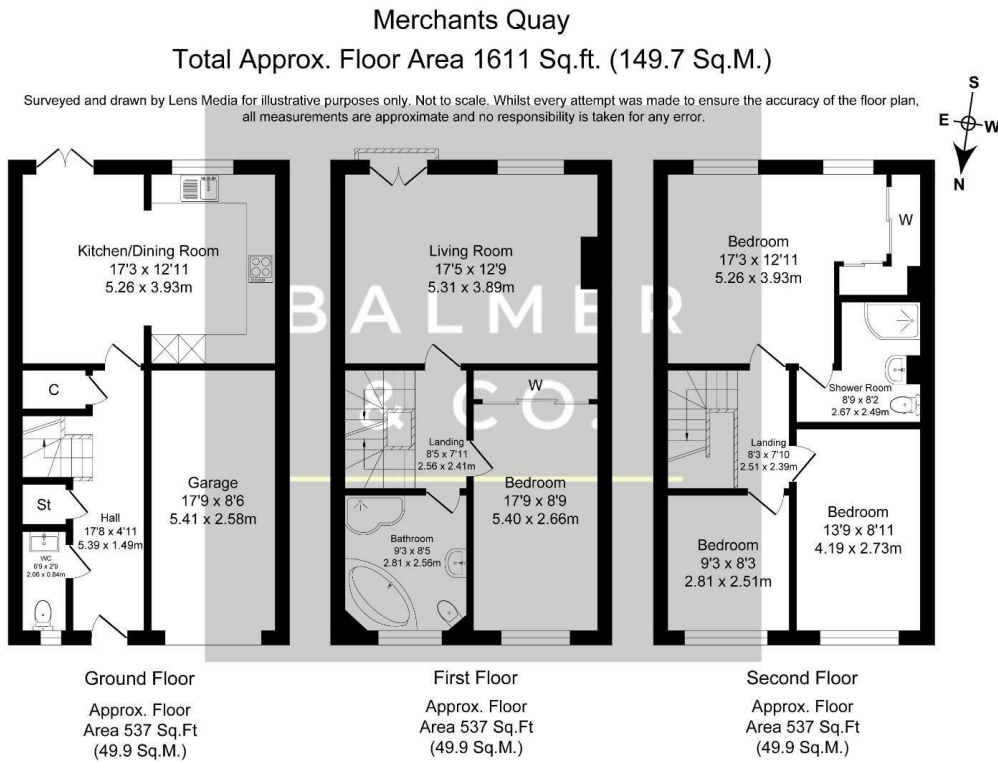 Merchants Quay
Total Approx. Floor Area 1611 Sq.ft. (149.7 Sq.M.)
Surveyed and drawn by Lens Media for illustrative purposes only. Not to scale. Whilst every attempt was made to ensure the accuracy of the floor plan,
all measurements are approximate and no responsibility is taken for any error.
S
E W
N
Kitchen/Dining Room
17'3 x 12'11
5.26 x 3.93m
C
St
Hall
17'8 x 4'11
5.39 x 1.49m
WC
6'9 x 2'9
2.06 x 0.84m
Garage
17'9 x 8'6
5.41 x 2.58m
Ground Floor
Approx. Floor
Area 537 Sq.Ft
(49.9 Sq.M.)
Living Room
17'5 x 12'9
5.31 x 3.89m
BALMER
& CO.
W
Landing
8'5 x 7'11
2.56 x 2.41m
Bedroom
17'9 x 8'9
5.40 x 2.66m
Bathroom
9'3 x 8'5
2.81 x 2.56m
First Floor
Approx. Floor
Area 537 Sq.Ft
(49.9 Sq.M.)
Bedroom
17'3 x 12'11
5.26 x 3.93m
W
Shower Room
8'9 x 8'2
2.67 x 2.49m
Landing
8'3 x 7'10
2.51 x 2.39m
Bedroom
13'9 x 8'11
4.19 x 2.73m
Bedroom
9'3 x 8'3
2.81 x 2.51m
Second Floor
Approx. Floor
Area 537 Sq.Ft
(49.9 Sq.M.)